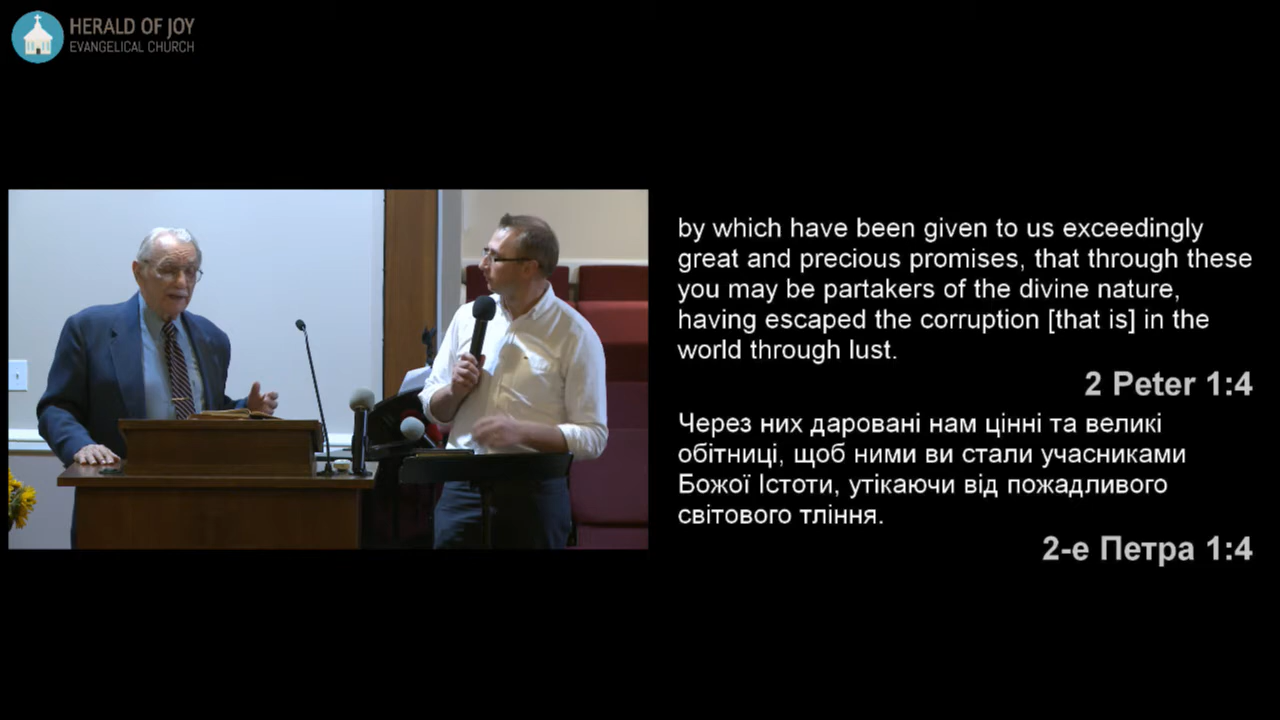 HERALD OF JOY
EVANGELICAL CHURCH
by which have been given to us exceedingly
great and precious promises, that through these
you may be partakers of the divine nature,
having escaped the corruption [that is] in the
world through lust.
2 Peter 1:4
Через них даровані нам цінні та великі
обітниці, щоб ними ви стали учасниками
Божої Істоти, утікаючи від пожадливого
світового тління.
2-е Петра 1:4